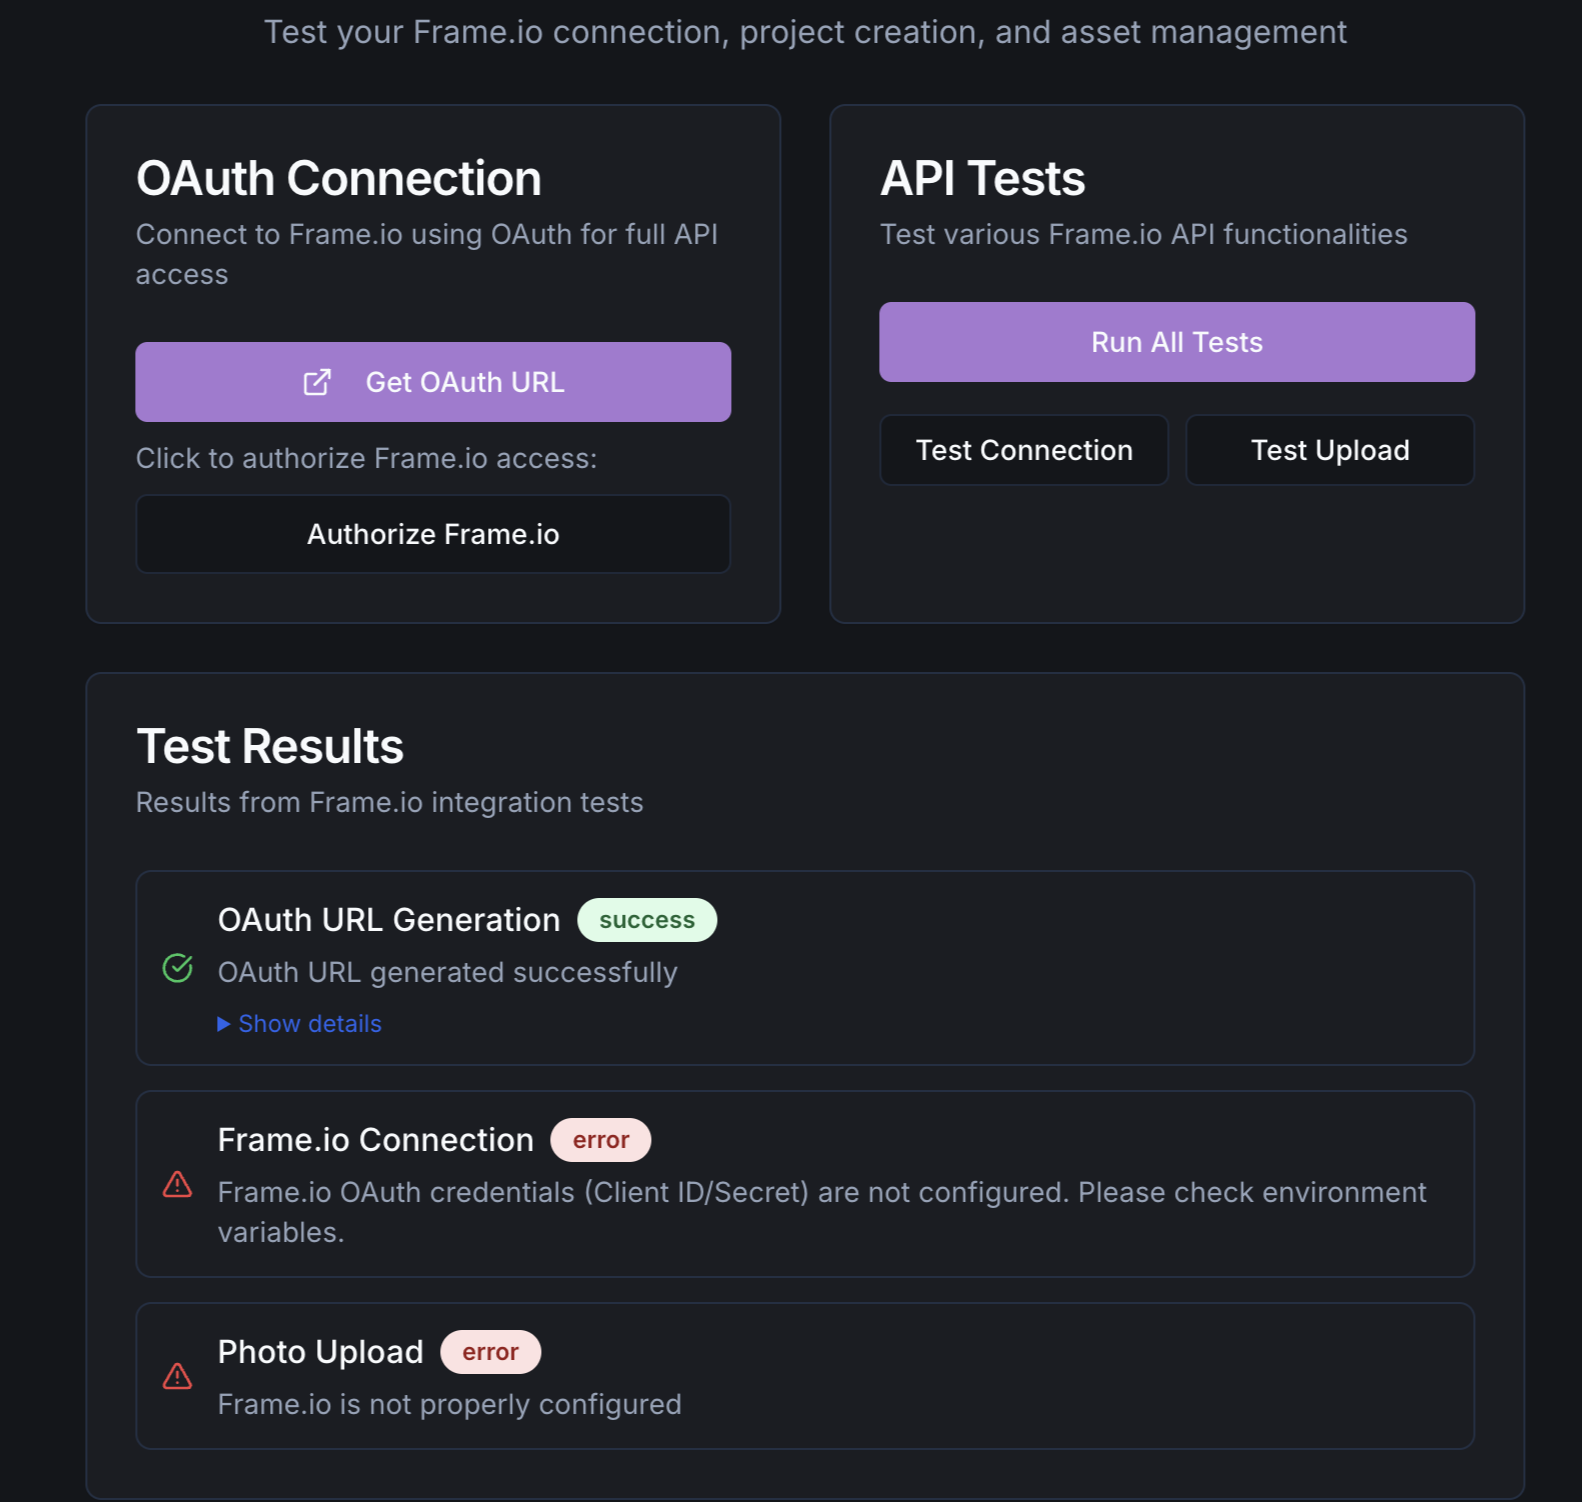 Test your Frame.io connection, project creation, and asset management
OAuth Connection
Connect to Frame.io using OAuth for full API
access
Get OAuth URL
Click to authorize Frame.io access:
Authorize Frame.io
API Tests
Test various Frame.io API functionalities
Run All Tests
Test Connection
Test Upload
Test Results
Results from Frame.io integration tests
OAuth URL Generation success
OAuth URL generated successfully
Show details
Frame.io Connection error
Frame.io OAuth credentials (Client ID/Secret) are not configured. Please check environment
variables.
Photo Upload error
Frame.io is not properly configured